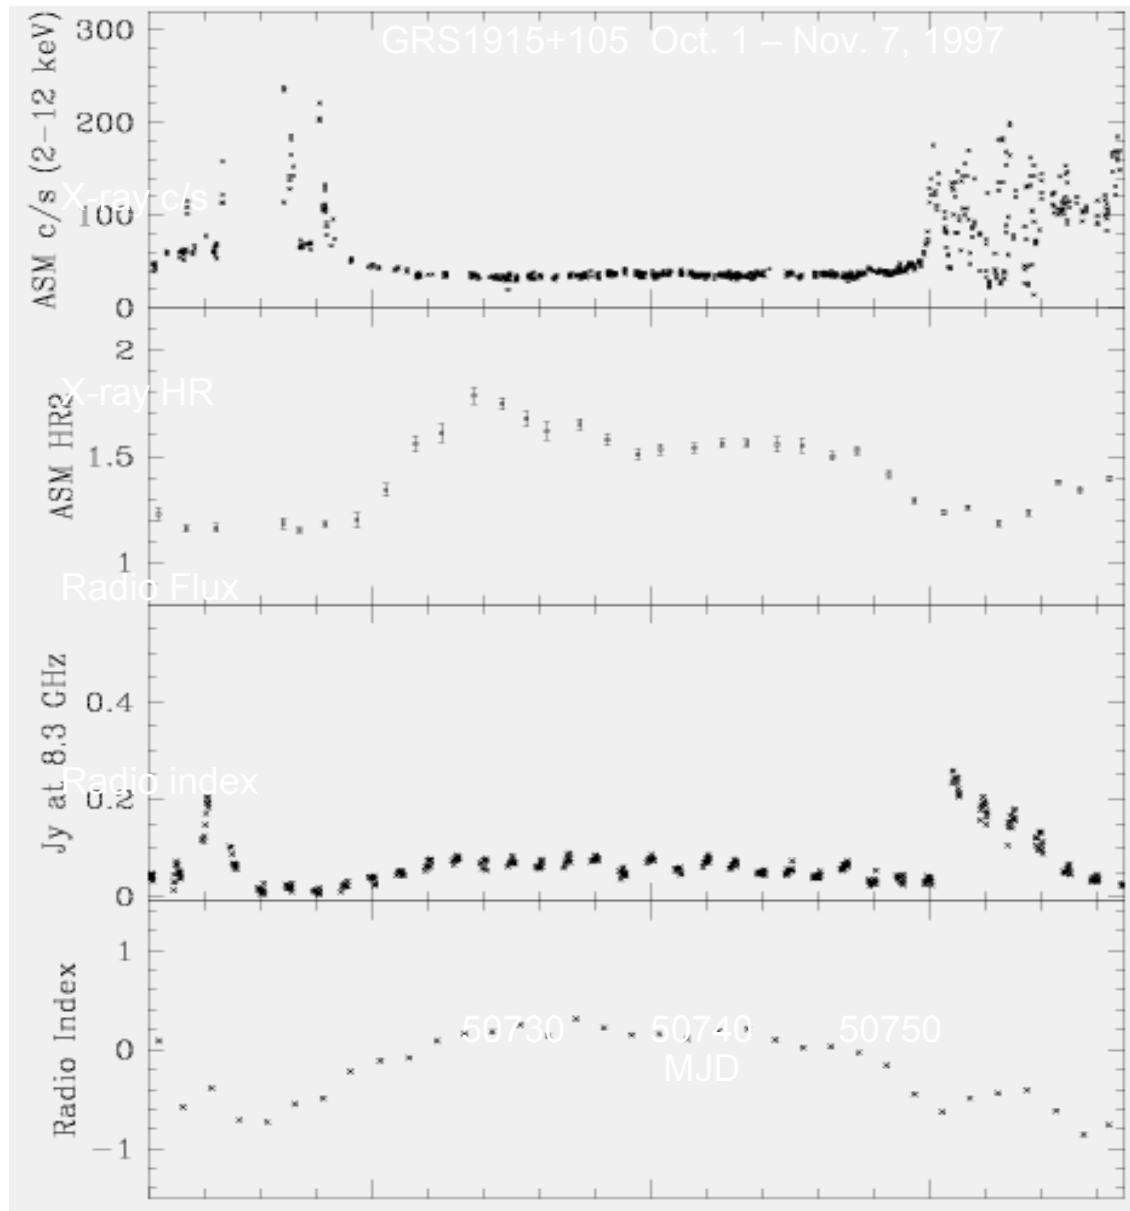 GRS1915+105 Oct. 1 – Nov. 7, 1997
300
200
100
0
ASM c/s (2-12 keV)
X-ray c/s
2
1.5
1
ASM HR2
X-ray HR
Radio Flux
0.4
0.2
0
Jy at 8.3 GHz
Radio index
1
0
-1
Radio Index
50730 50740 50750
MJD